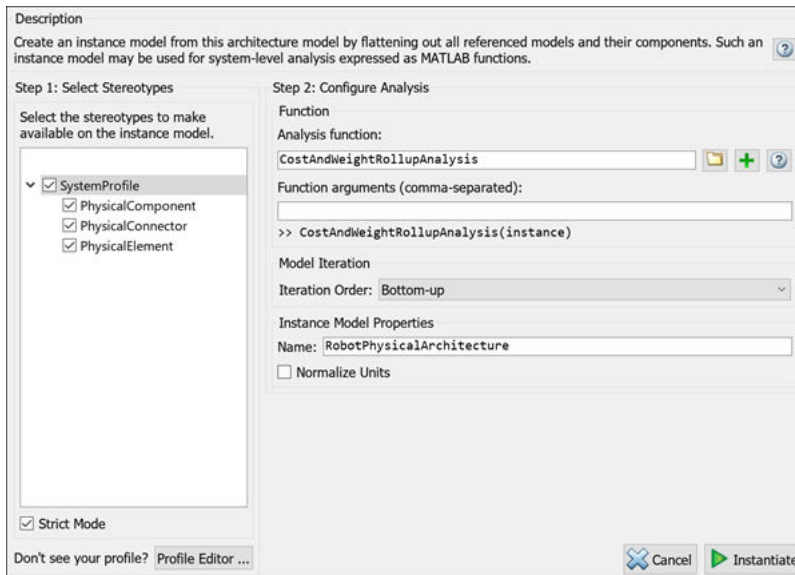 Description
Create an instance model from this architecture model by flattening out all referenced models and their components. Such an
instance model may be used for system-level analysis expressed as MATLAB functions.
Step 1: Select Stereotypes
Select the stereotypes to make
available on the instance model.
SystemProfile
PhysicalComponent
PhysicalConnector
PhysicalElement
Strict Mode
Don't see your profile? Profile Editor ...
Step 2: Configure Analysis
Function
Analysis function:
CostAndWeightRollupAnalysis
Function arguments (comma-separated):
>> CostAndWeightRollupAnalysis(instance)
Model Iteration
Iteration Order: Bottom-up
Instance Model Properties
Name: RobotPhysicalArchitecture
Normalize Units
Cancel Instantiate